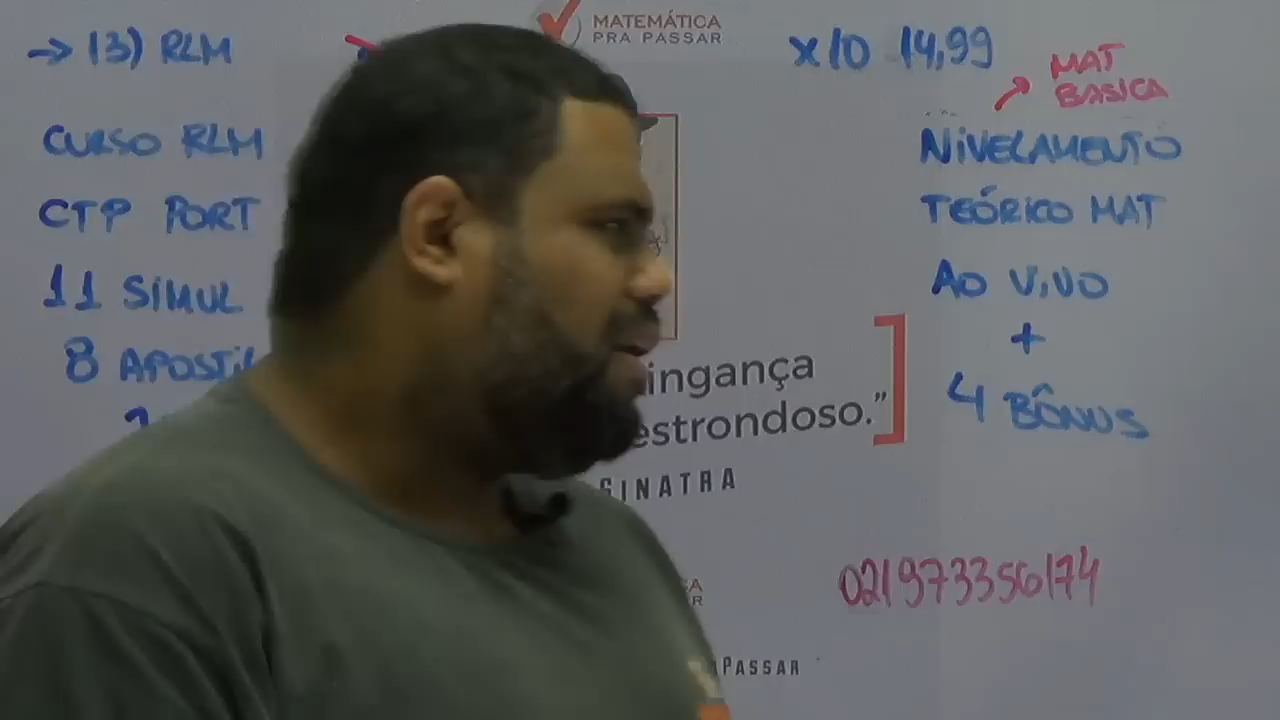 → 13) RLM
CURSO RLM
CTP PORT
11 SIMUL
8 APOSTIL
MATEMÁTICA
PRA PASSAR
ingança
estrondoso.”
SINATRA
PASSAR
x10 14,99
MAT
BASICA
NIVELAMENTO
TEÓRICO MAT
AO VIVO
+
4 BÔNUS
021973356174